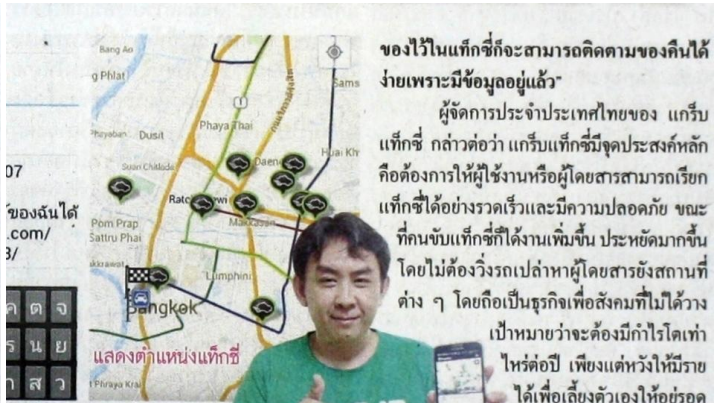 Bang Ao
g Phlat
Sams
Phayaban
Dusit
Phaya Thai
Suan Chitlada
Huai Kh
Makkasan
Pom Prap
Sattru Phai
Lumphini
Bangkok
t Phraya Krai
แสดงตำแหน่งแท็กซี่
07
ของฉันได้
.com/
3/
ค ต จ
ร น ย
า ส ว
ของไว้ในแท็กซี่ก็จะสามารถติดตามของคืนได้
ง่ายเพราะมีข้อมูลอยู่แล้ว"
ผู้จัดการประจำประเทศไทยของ แกร็บ
แท็กซี่ กล่าวต่อว่า แกร็บแท็กซี่มีจุดประสงค์หลัก
คือต้องการให้ผู้ใช้งานหรือผู้โดยสารสามารถเรียก
แท็กซี่ได้อย่างรวดเร็วและมีความปลอดภัย ขณะ
ที่คนขับแท็กซี่ก็ได้งานเพิ่มขึ้น ประหยัดมากขึ้น
โดยไม่ต้องวิ่งรถเปล่าหาผู้โดยสารยังสถานที่
ต่าง ๆ โดยถือเป็นธุรกิจเพื่อสังคมที่ไม่ได้วาง
เป้าหมายว่าจะต้องมีกำไรโตเท่า
ไหร่ต่อปี เพียงแต่หวังให้มีราย
ได้เพื่อเลี้ยงตัวเองให้อยู่รอด